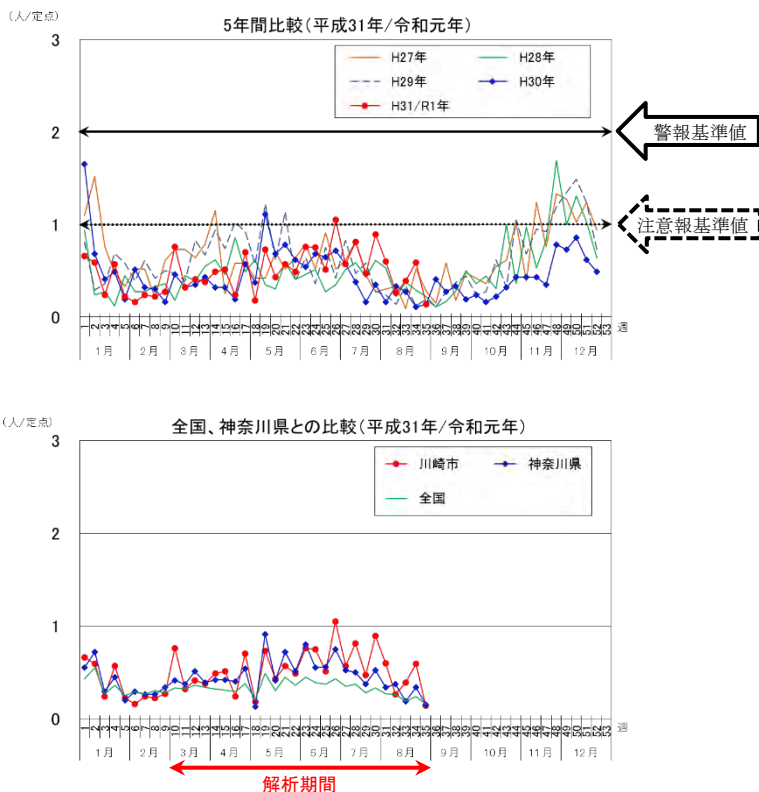 （人/定点）
5年間比較（平成31年/令和元年）
3
H27年
H28年
H29年
H30年
H31/R1年
2
警報基準値
1
注意報基準値
0
1 2 3 4 5 6 7 8 9 10 11 12 13 14 15 16 17 18 19 20 21 22 23 24 25 26 27 28 29 30 31 32 33 34 35 36 37 38 39 40 41 42 43 44 45 46 47 48 49 50 51 52 53 週
1月 2月 3月 4月 5月 6月 7月 8月 9月 10月 11月 12月
（人/定点）
全国、神奈川県との比較（平成31年/令和元年）
3
川崎市
神奈川県
全国
2
1
0
1 2 3 4 5 6 7 8 9 10 11 12 13 14 15 16 17 18 19 20 21 22 23 24 25 26 27 28 29 30 31 32 33 34 35 36 37 38 39 40 41 42 43 44 45 46 47 48 49 50 51 52 53 週
1月 2月 3月 4月 5月 6月 7月 8月 9月 10月 11月 12月
解析期間